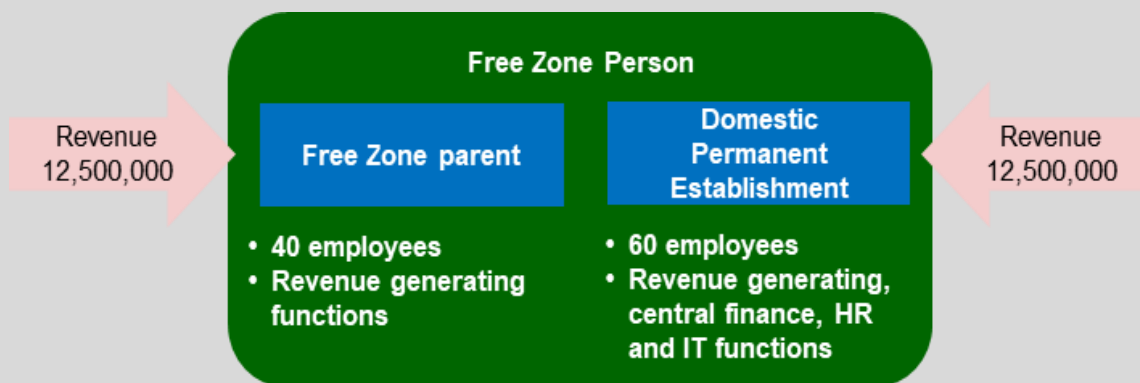 Free Zone Person
Revenue
12,500,000
Free Zone parent
Domestic
Permanent
Establishment
Revenue
12,500,000
• 40 employees
• Revenue generating
functions
• 60 employees
• Revenue generating,
central finance, HR
and IT functions